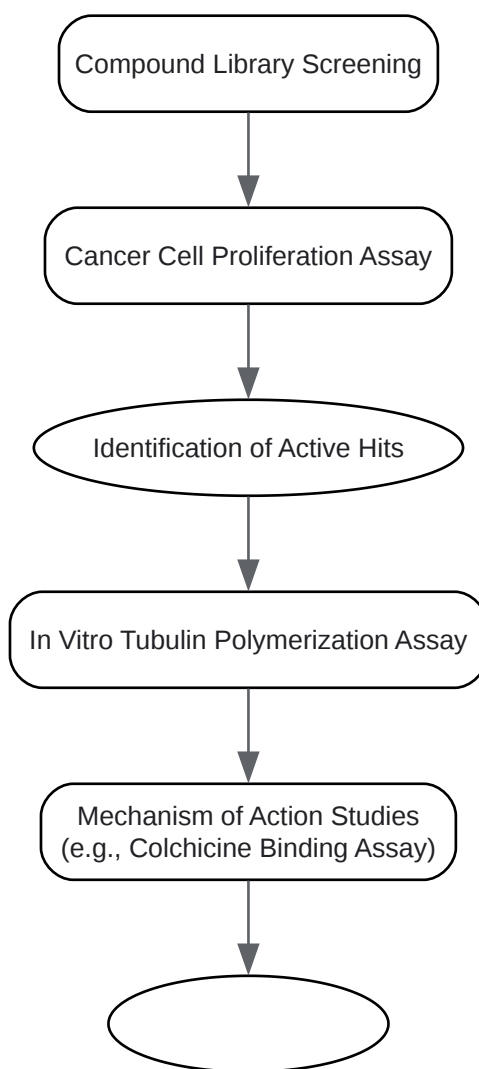 Compound Library Screening
Cancer Cell Proliferation Assay
Identification of Active Hits
In Vitro Tubulin Polymerization Assay
Mechanism of Action Studies
(e.g., Colchicine Binding Assay)